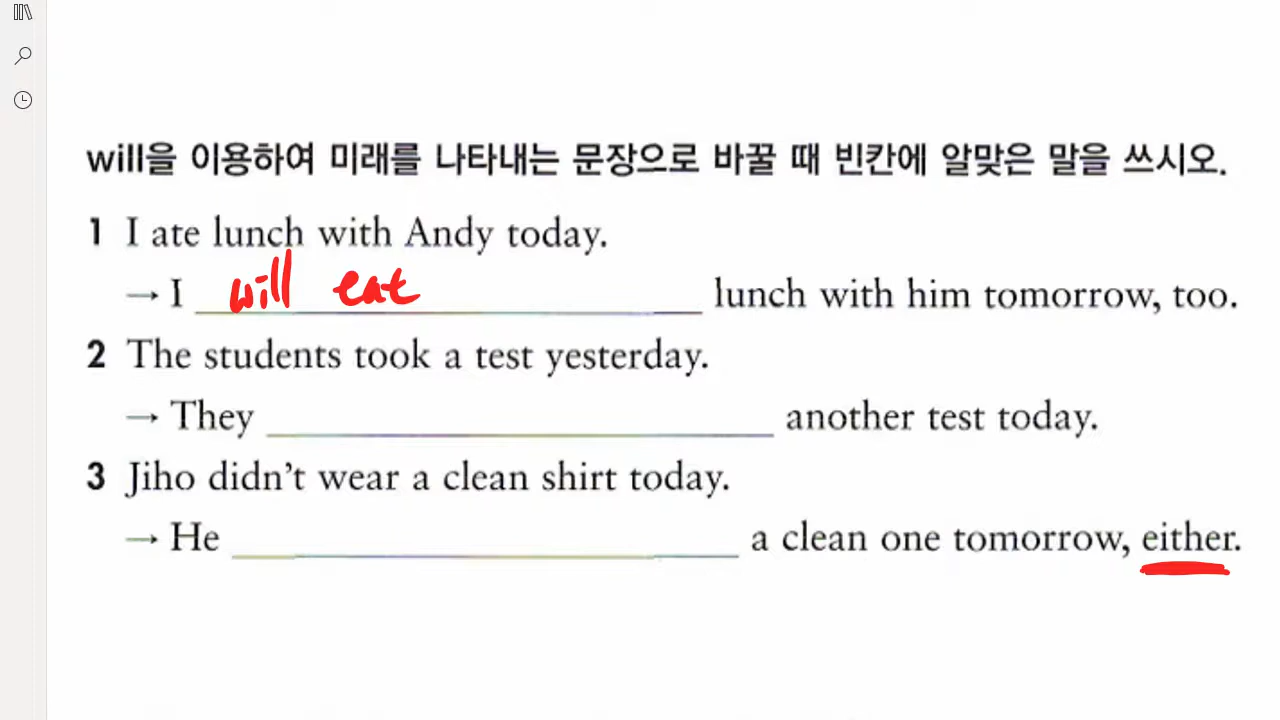 will을 이용하여 미래를 나타내는 문장으로 바꿀 때 빈칸에 알맞은 말을 쓰시오.
1 I ate lunch with Andy today.
→ I will eat lunch with him tomorrow, too.
2 The students took a test yesterday.
→ They ____ another test today.
3 Jiho didn't wear a clean shirt today.
→ He ____ a clean one tomorrow, either.